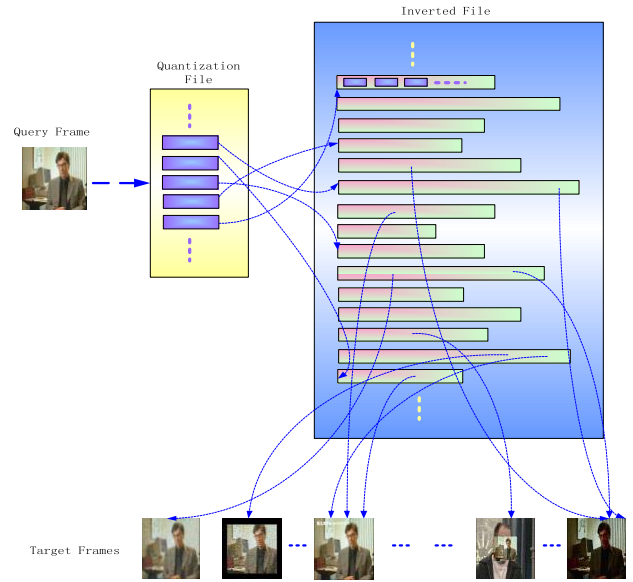 Inverted File
Quantization
File
Query Frame
Target Frames